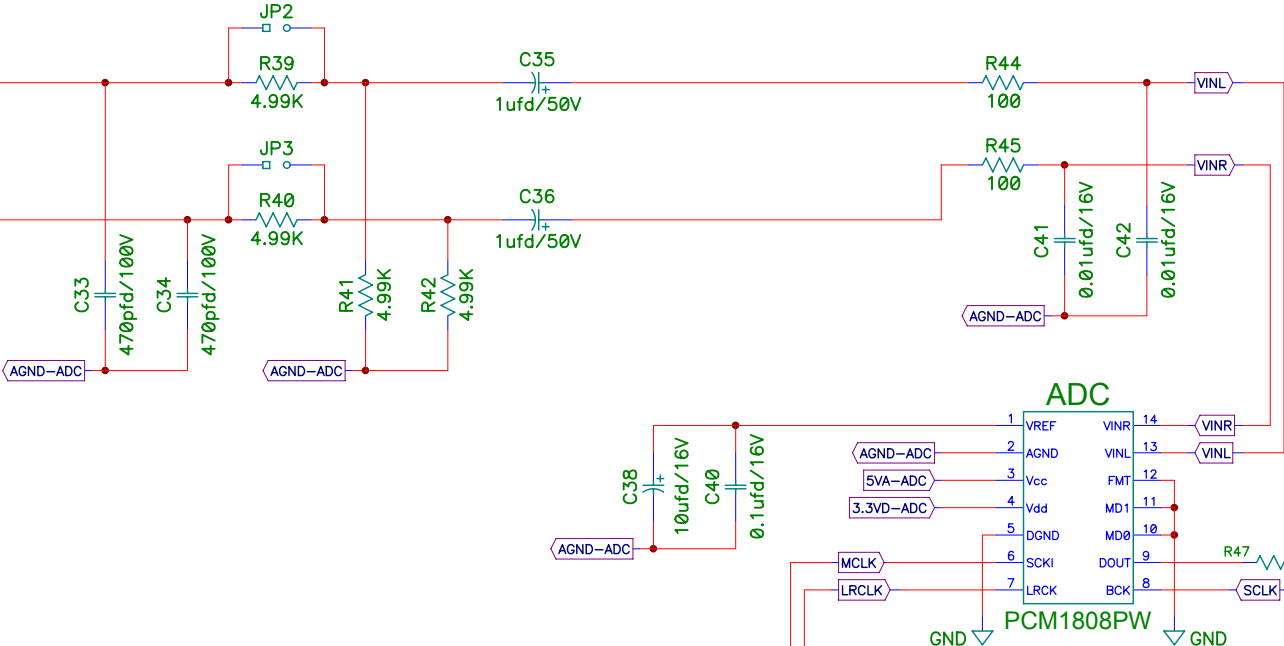 JP2
R39
4.99K
C35
1ufd/50V
R44
100
VINL
JP3
R40
4.99K
C36
1ufd/50V
R45
100
VINR
C33
470pfd/100V
C34
470pfd/100V
R41
4.99K
R42
4.99K
C41
0.01ufd/16V
C42
0.01ufd/16V
AGND-ADC
AGND-ADC
AGND-ADC
ADC
C38
10ufd/16V
C40
0.1ufd/16V
AGND-ADC
AGND-ADC
5VA-ADC
3.3VD-ADC
MCLK
LRCLK
1 VREF VINR 14 VINR
2 AGND VINL 13 VINL
3 Vcc FMT 12
4 Vdd MD1 11
5 DGND MD0 10
6 SCKI DOUT 9 R47
7 LRCK BCK 8 SCLK
PCM1808PW
GND
GND